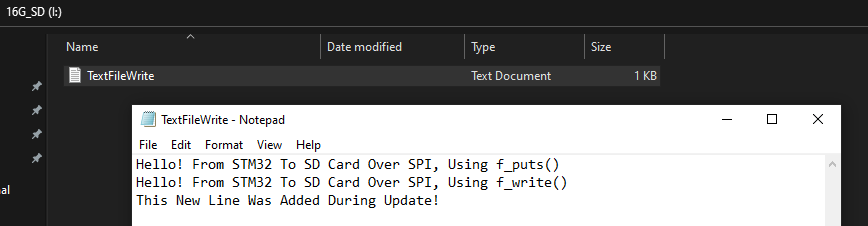 16G_SD (I:)
Name Date modified Type Size
TextFileWrite Text Document 1 KB
TextFileWrite - Notepad
File Edit Format View Help
Hello! From STM32 To SD Card Over SPI, Using f_puts()
Hello! From STM32 To SD Card Over SPI, Using f_write()
nal
This New Line Was Added During Update!